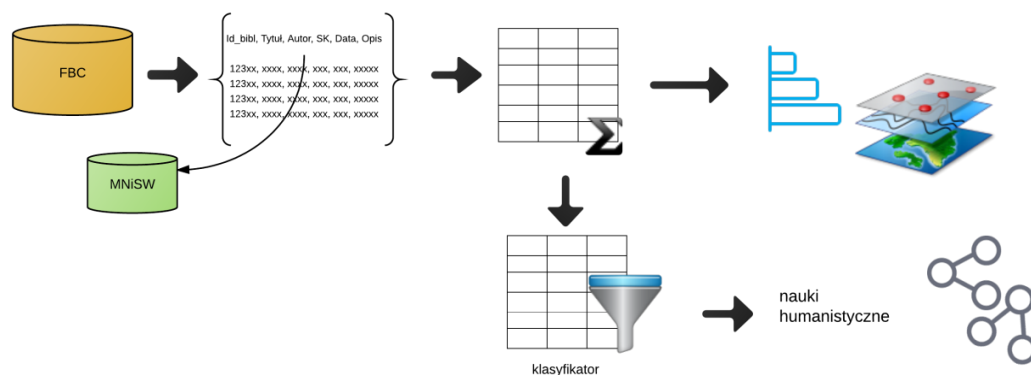 FBC
Id_bibl, Tytuł, Autor, SK, Data, Opis
123xx, xxxx, xxxx, xxx, xxx, xxxxx
123xx, xxxx, xxxx, xxx, xxx, xxxxx
123xx, xxxx, xxxx, xxx, xxx, xxxxx
123xx, xxxx, xxxx, xxx, xxx, xxxxx
MNiSW
Σ
klasyfikator
nauki
humanistyczne